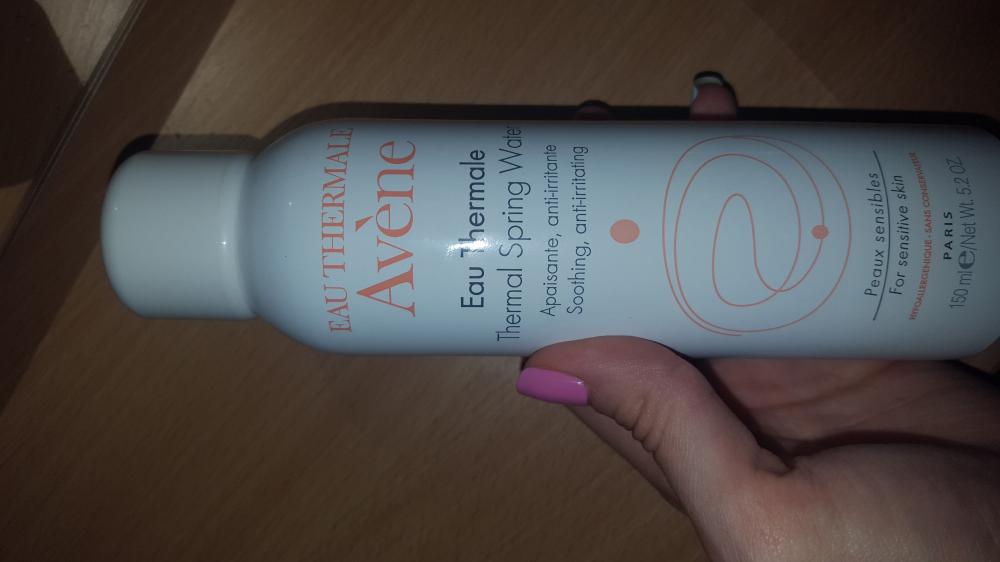 EAU THERMALE
Avène
Eau Thermale
Thermal Spring Water
Apaisante, anti-irritante
Soothing, anti-irritating
Peaux sensibles
For sensitive skin
HYPOALLERGENIQUE - SANS CONSERVATEUR
PARIS
150 ml℮/Net Wt. 5.2 OZ